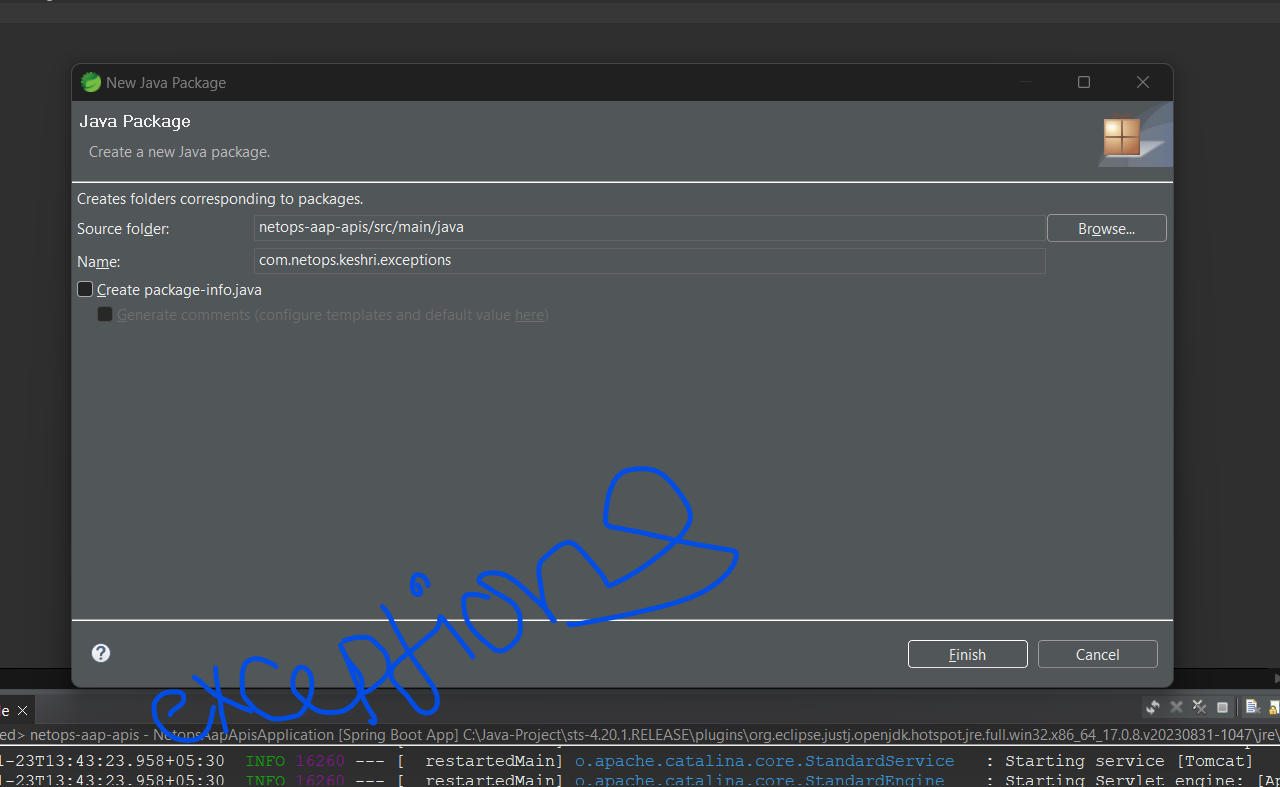 New Java Package
Java Package
Create a new Java package.
Creates folders corresponding to packages.
Source folder: netops-aap-apis/src/main/java Browse...
Name: com.netops.keshri.exceptions
Create package-info.java
Generate comments (configure templates and default value here)
exceptions
Finish Cancel
ed> netops-aap-apis - NetopsAapApisApplication [Spring Boot App] C:\Java-Project\sts-4.20.1.RELEASE\plugins\org.eclipse.justj.openjdk.hotspot.jre.full.win32.x86_64_17.0.8.v20230831-1047\jre\
1-23T13:43:23.958+05:30 INFO 16260 --- [ restartedMain] o.apache.catalina.core.StandardService : Starting service [Tomcat]
1-23T13:43:23.958+05:30 INFO 16260 --- [ restartedMain] o.apache.catalina.core.StandardEngine : Starting Servlet engine: [Ap